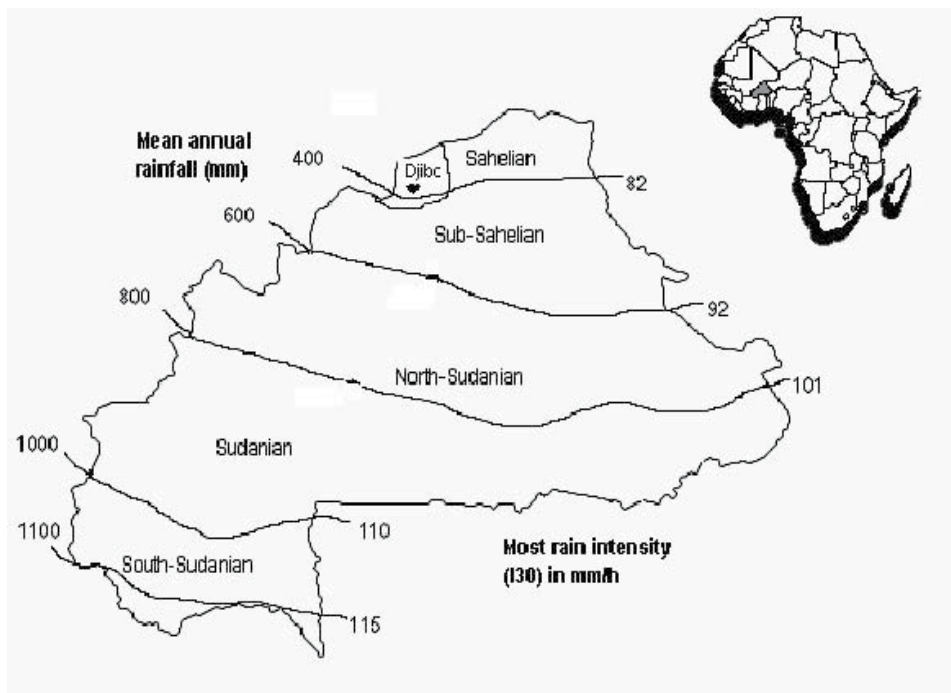 Mean annual
rainfall (mm)
400
Djibc
Sahelian
82
600
Sub-Sahelian
800
92
North-Sudanian
101
1000
Sudanian
1100
110
South-Sudanian
Most rain intensity
(I30) in mm/h
115